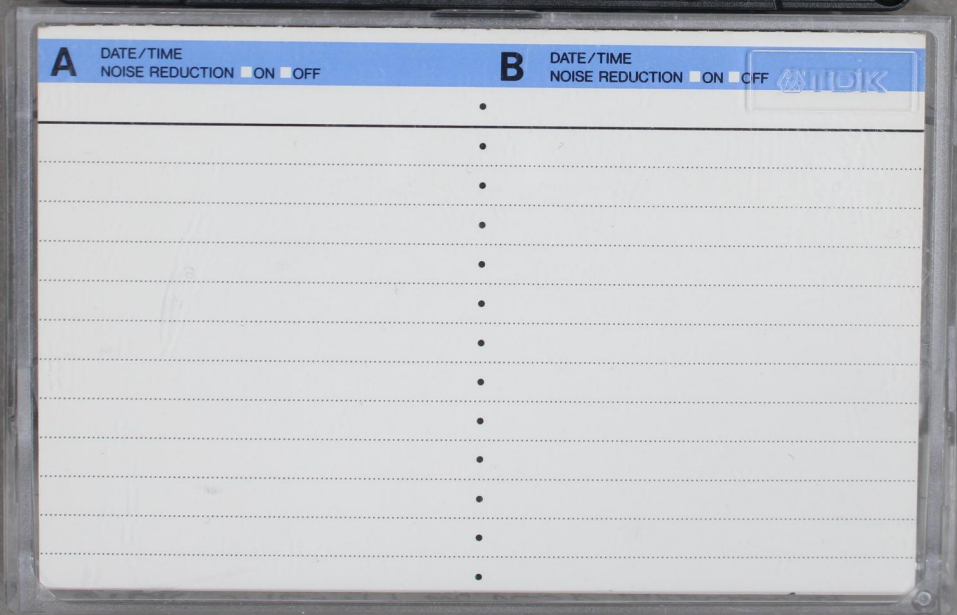 A DATE/TIME
NOISE REDUCTION ON OFF
B DATE/TIME
NOISE REDUCTION ON OFF
TDK